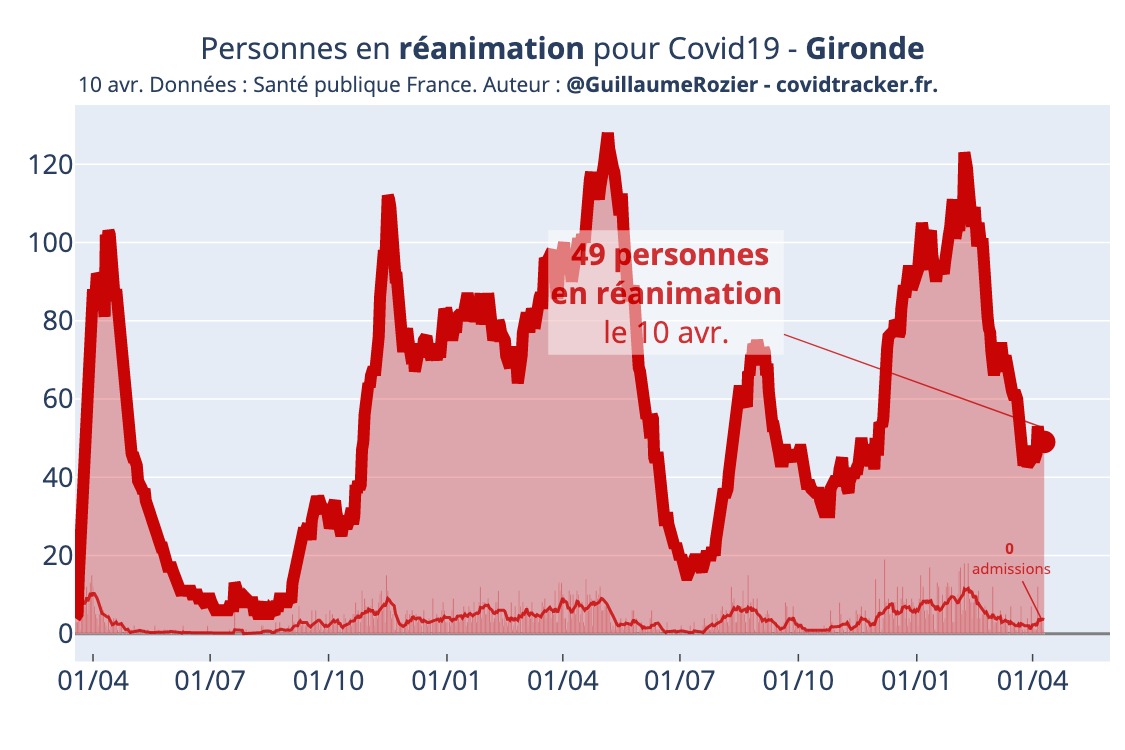 Personnes en réanimation pour Covid19 - Gironde
10 avr. Données : Santé publique France. Auteur : @GuillaumeRozier - covidtracker.fr.
120
100
80
60
40
20
0
49 personnes
en réanimation
le 10 avr.
0
admissions
01/04 01/07 01/10 01/01 01/04 01/07 01/10 01/01 01/04